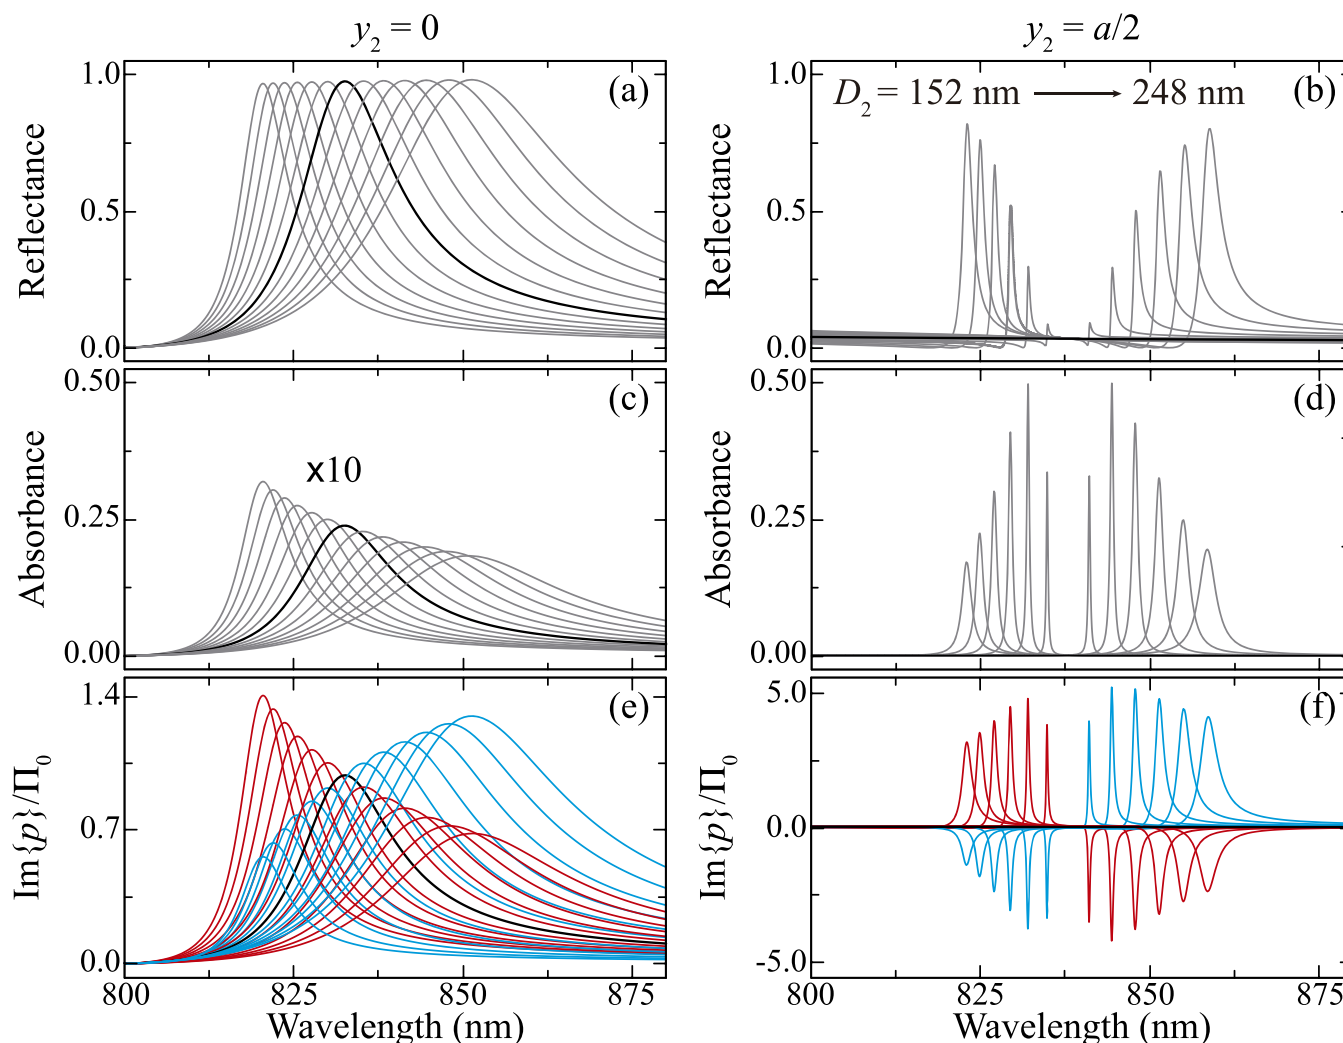 y₂ = 0
y₂ = a/2
1.0
0.5
0.0
Reflectance
(a)
1.0
0.5
0.0
Reflectance
D₂ = 152 nm → 248 nm
(b)
0.50
0.25
0.00
Absorbance
x10
(c)
0.50
0.25
0.00
Absorbance
(d)
1.4
0.7
0.0
Im{p}/Π₀
(e)
800 825 850 875
Wavelength (nm)
5.0
0.0
-5.0
Im{p}/Π₀
(f)
800 825 850 875
Wavelength (nm)